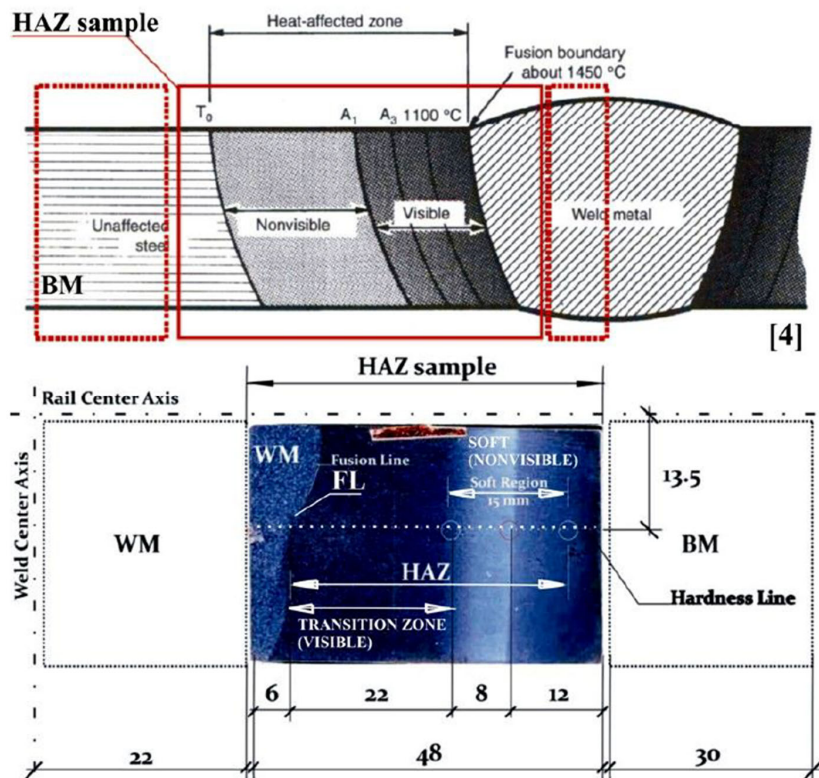 HAZ sample
Heat-affected zone
Fusion boundary
about 1450 °C
T₀
A₁
A₃ 1100 °C
Unaffected
steel
Nonvisible
Visible
Weld metal
BM
[4]
HAZ sample
Rail Center Axis
Weld Center Axis
WM
WM
Fusion Line
FL
SOFT
(NONVISIBLE)
Soft Region
15 mm
13.5
BM
HAZ
Hardness Line
TRANSITION ZONE
(VISIBLE)
6
22
8
12
22
48
30